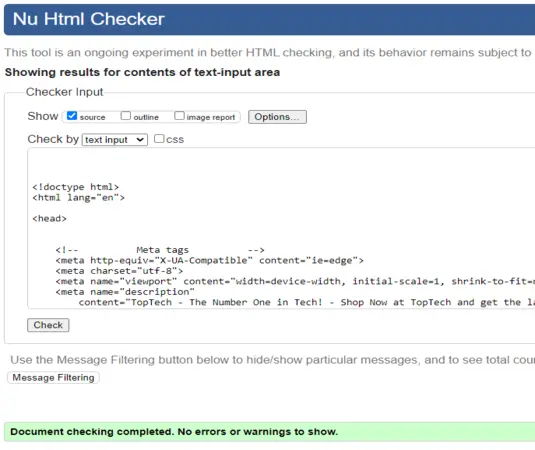 Nu Html Checker
This tool is an ongoing experiment in better HTML checking, and its behavior remains subject to
Showing results for contents of text-input area
Checker Input
Show source outline image report Options...
Check by text input css
<!doctype html>
<html lang="en">
<head>
<!-- Meta tags -->
<meta http-equiv="X-UA-Compatible" content="ie=edge">
<meta charset="utf-8">
<meta name="viewport" content="width=device-width, initial-scale=1, shrink-to-fit=
<meta name="description"
content="TopTech - The Number One in Tech! - Shop Now at TopTech and get the la
Check
Use the Message Filtering button below to hide/show particular messages, and to see total cou
Message Filtering
Document checking completed. No errors or warnings to show.